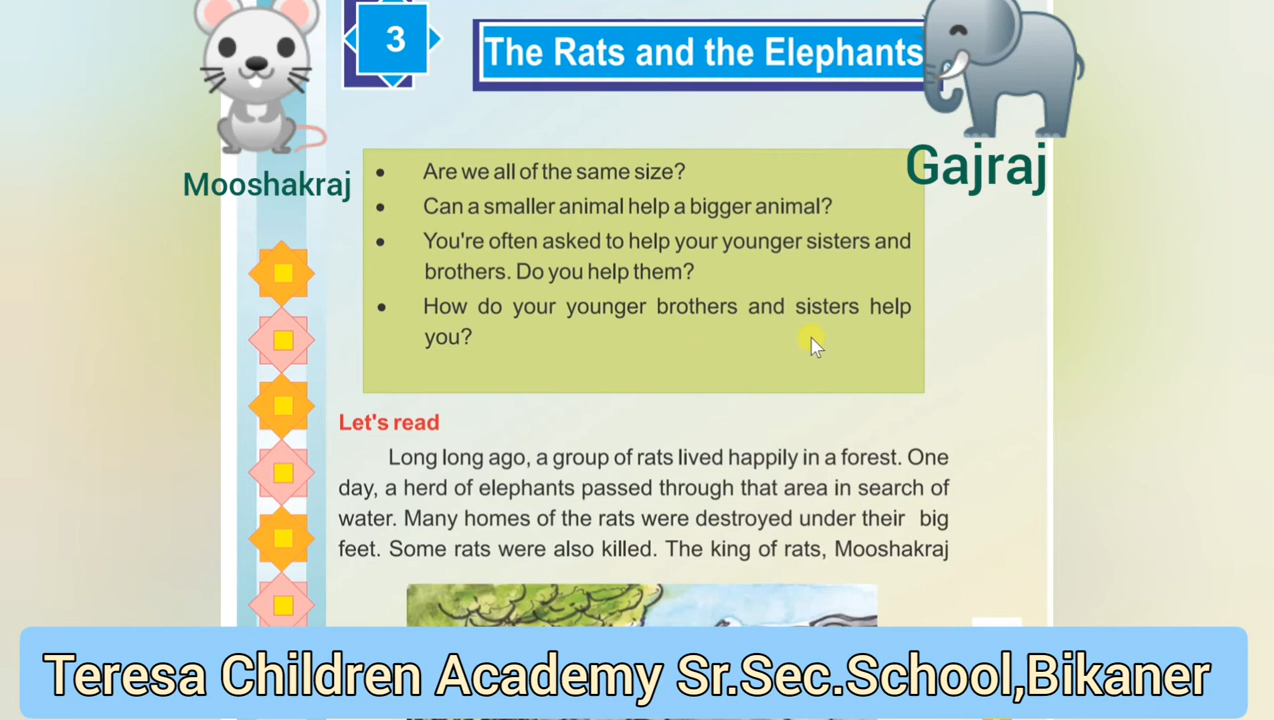 3
The Rats and the Elephants
Mooshakraj
Gajraj
• Are we all of the same size?
• Can a smaller animal help a bigger animal?
• You're often asked to help your younger sisters and
brothers. Do you help them?
• How do your younger brothers and sisters help
you?
Let's read
Long long ago, a group of rats lived happily in a forest. One
day, a herd of elephants passed through that area in search of
water. Many homes of the rats were destroyed under their big
feet. Some rats were also killed. The king of rats, Mooshakraj
Teresa Children Academy Sr.Sec.School,Bikaner